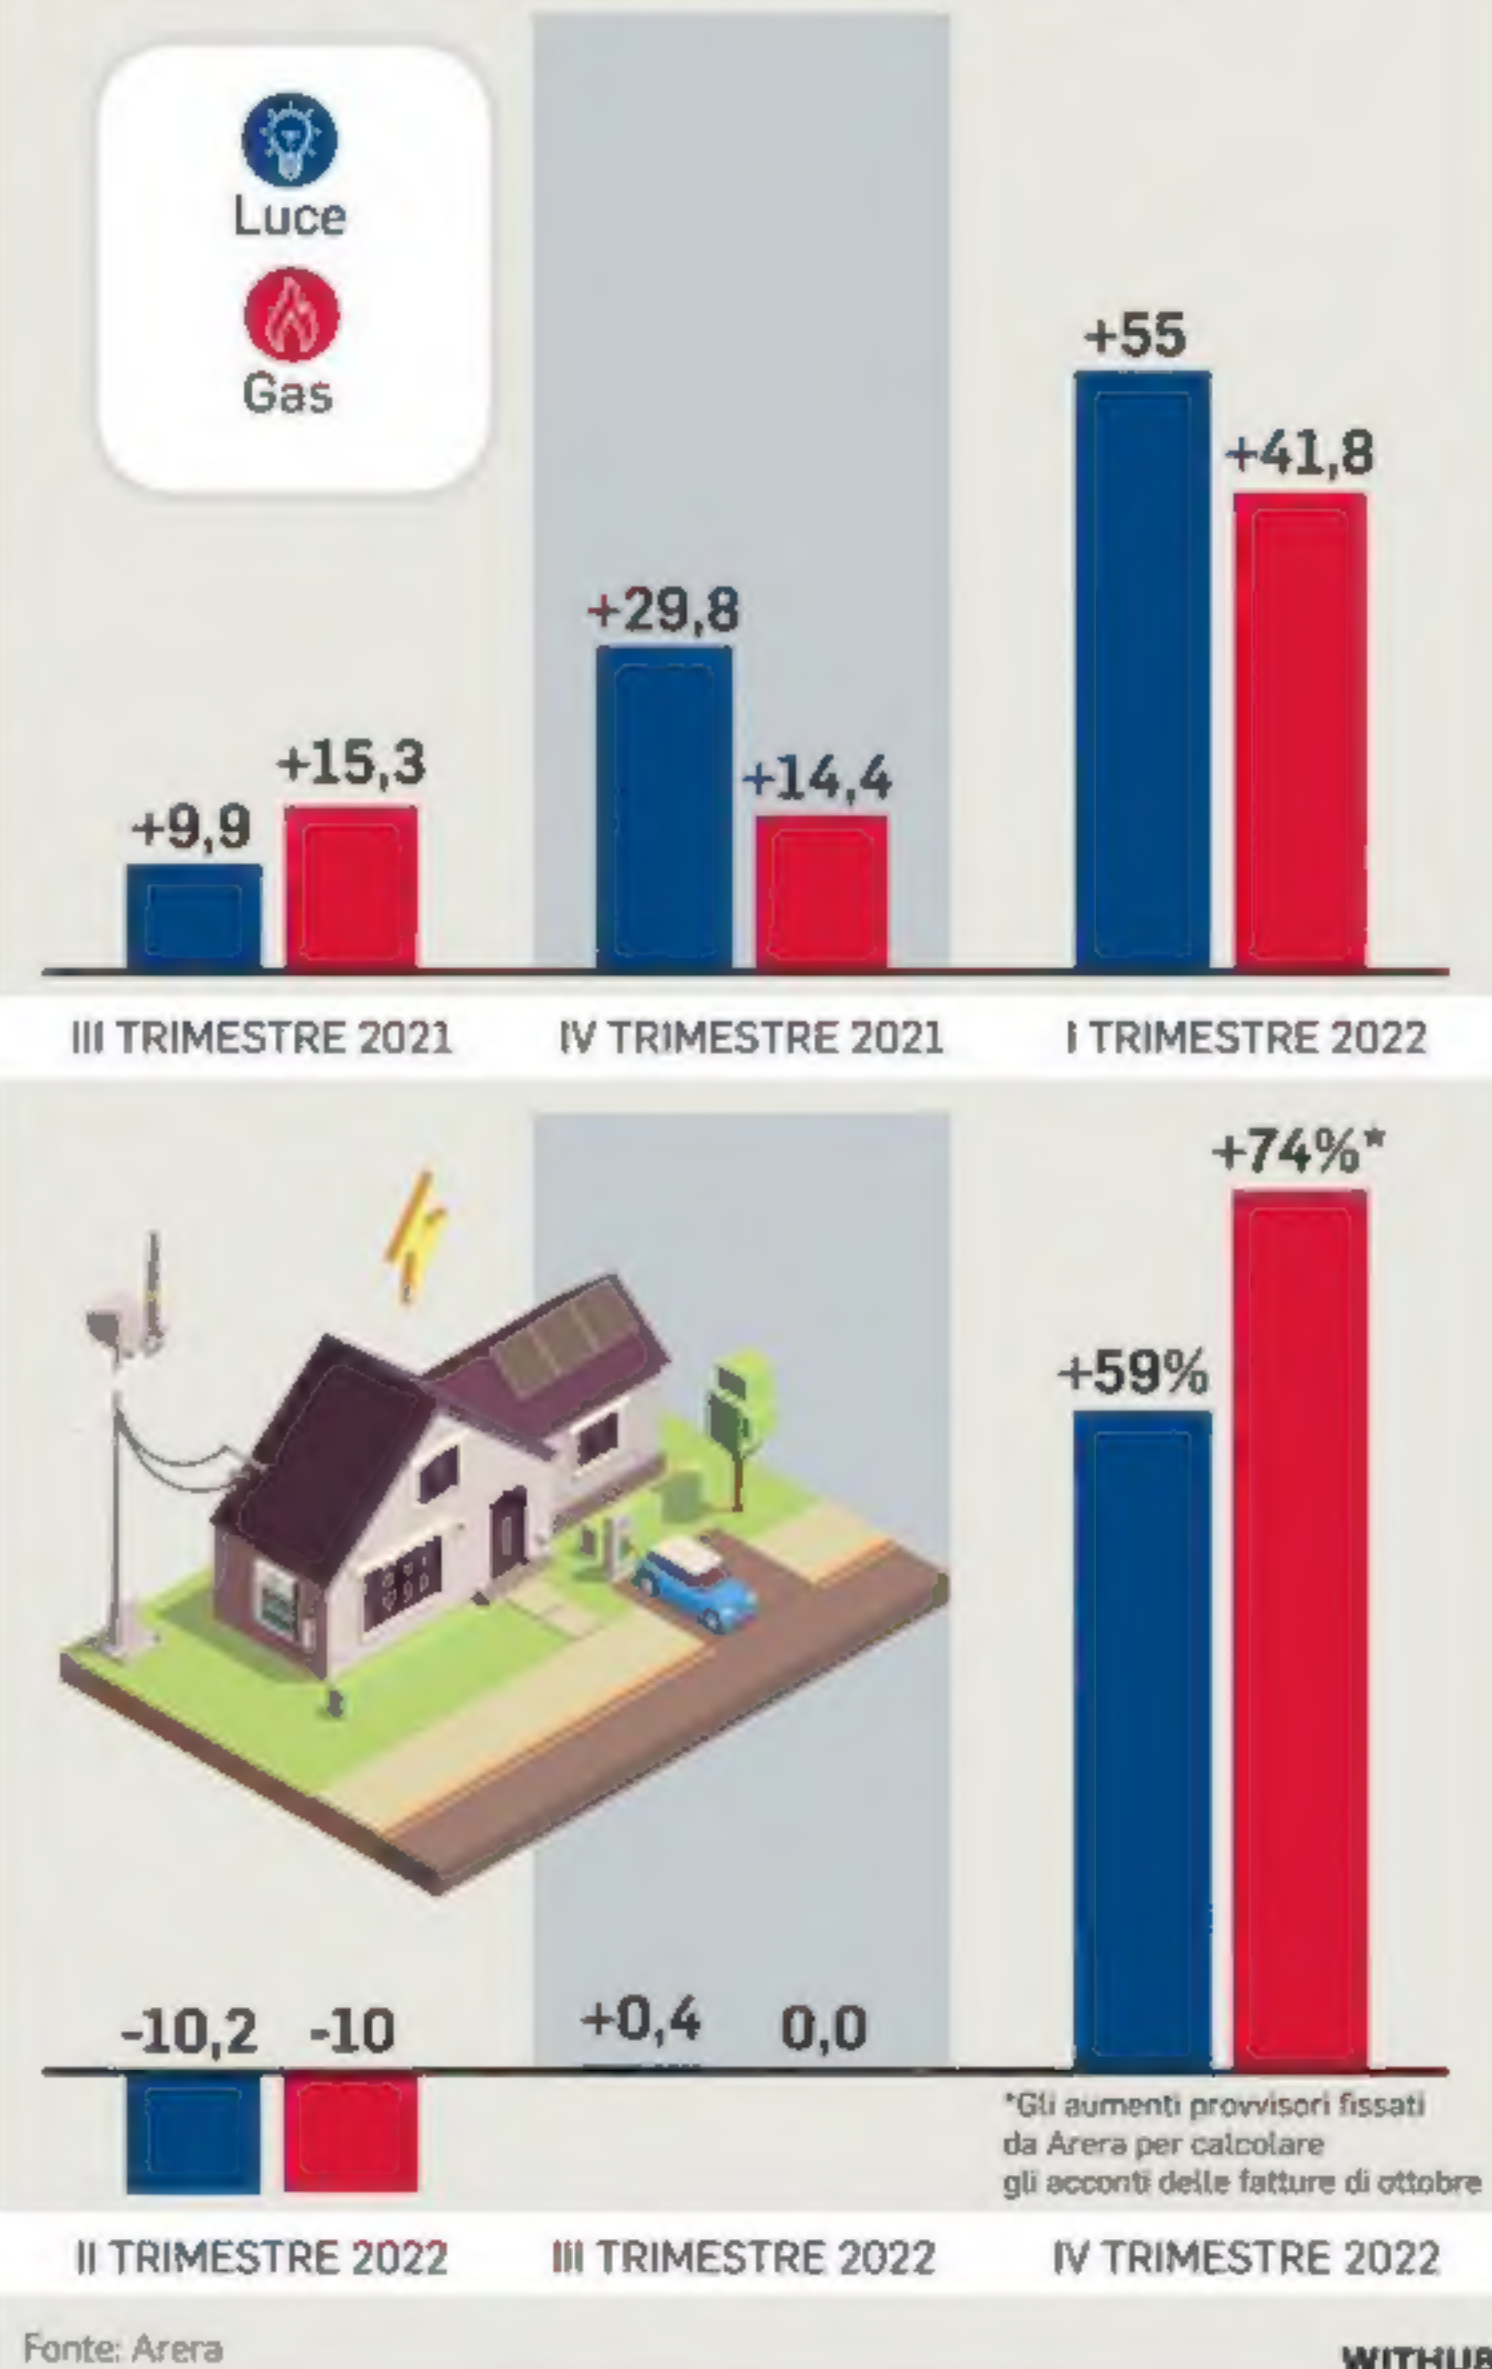 Luce
Gas
+9,9
+15,3
+29,8
+14,4
+55
+41,8
III TRIMESTRE 2021
IV TRIMESTRE 2021
I TRIMESTRE 2022
-10,2
-10
+0,4
0,0
+59%
+74%*
*Gli aumenti provvisori fissati
da Arera per calcolare
gli acconti delle fatture di ottobre
II TRIMESTRE 2022
III TRIMESTRE 2022
IV TRIMESTRE 2022
Fonte: Arera
WITHUB